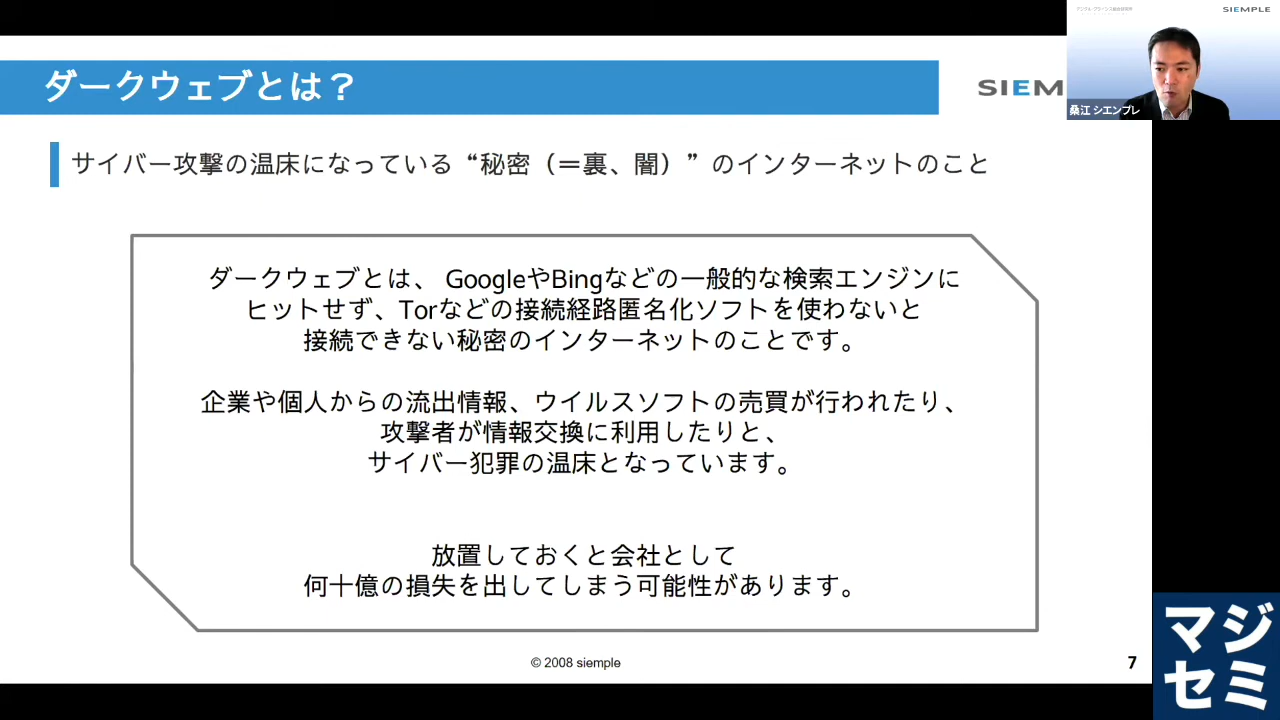 ダークウェブとは？
SIEM
SIEMPLE
桑江 シエンプレ
サイバー攻撃の温床になっている“秘密（＝裏、闇）”のインターネットのこと
ダークウェブとは、 GoogleやBingなどの一般的な検索エンジンに
ヒットせず、Torなどの接続経路匿名化ソフトを使わないと
接続できない秘密のインターネットのことです。
企業や個人からの流出情報、ウイルスソフトの売買が行われたり、
攻撃者が情報交換に利用したりと、
サイバー犯罪の温床となっています。
放置しておくと会社として
何十億の損失を出してしまう可能性があります。
© 2008 siemple
7
マジ
セミ